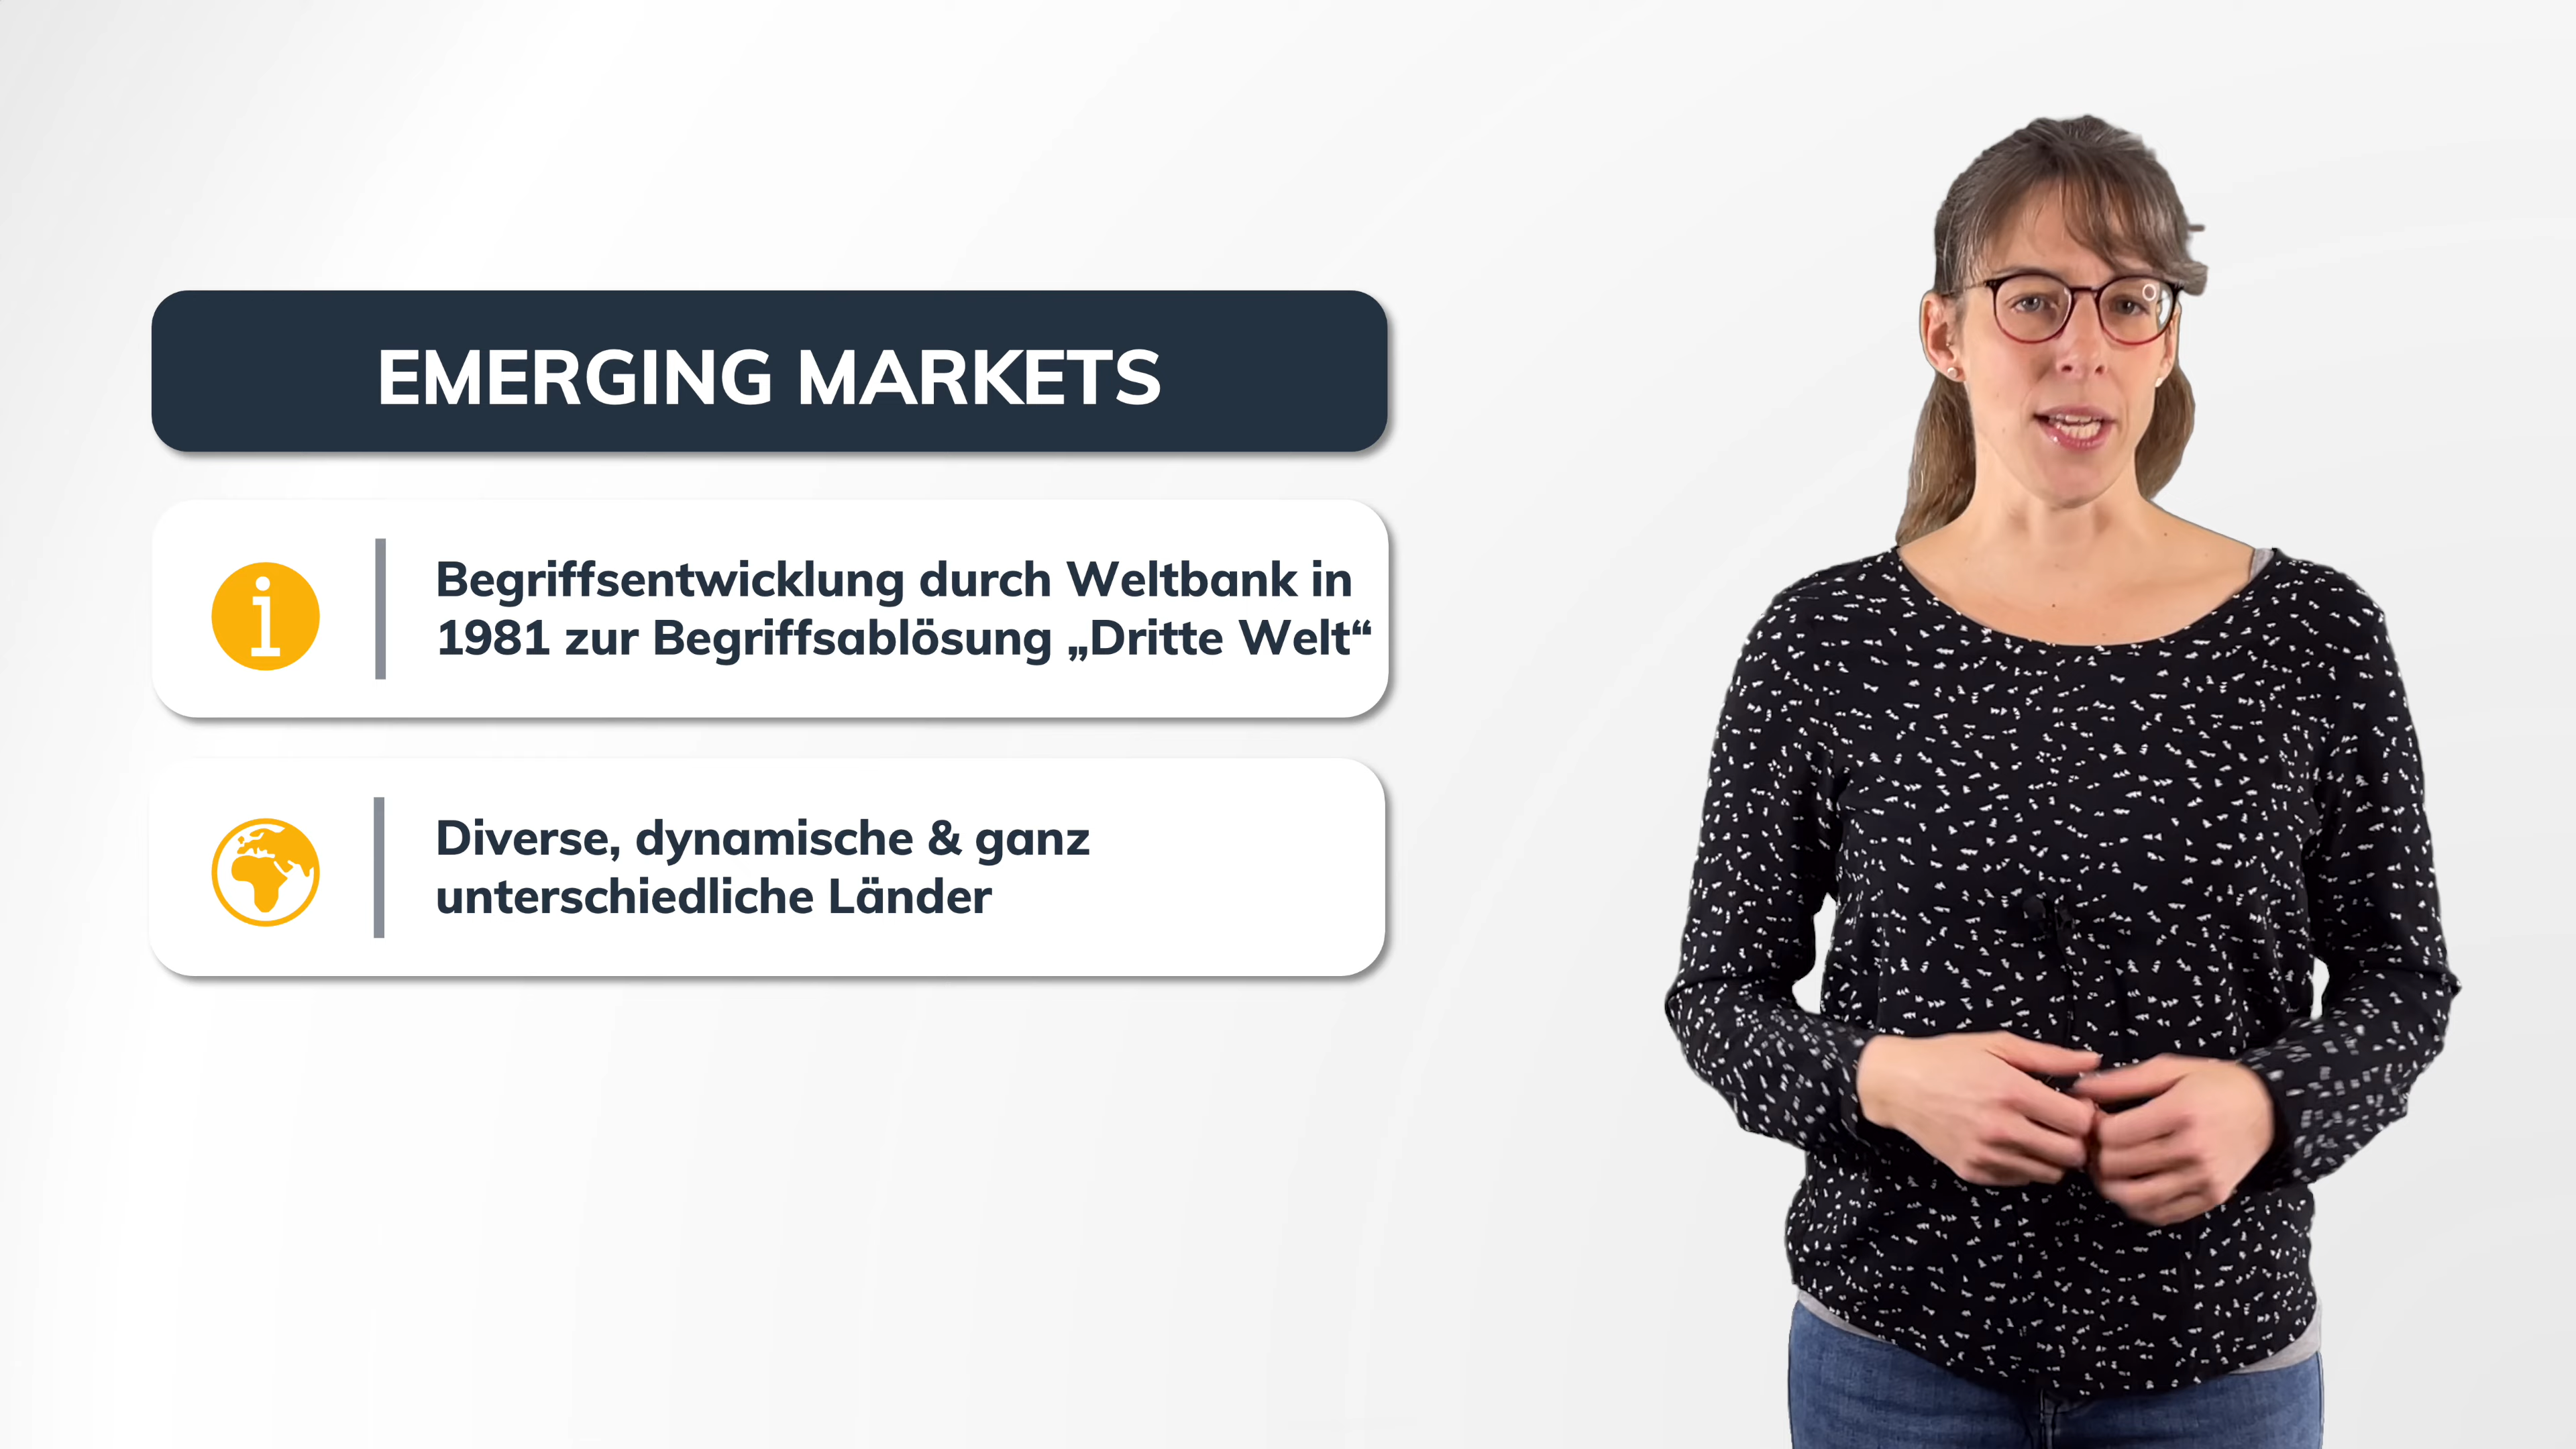 EMERGING MARKETS
Begriffsentwicklung durch Weltbank in
1981 zur Begriffsablösung „Dritte Welt“
Diverse, dynamische & ganz
unterschiedliche Länder